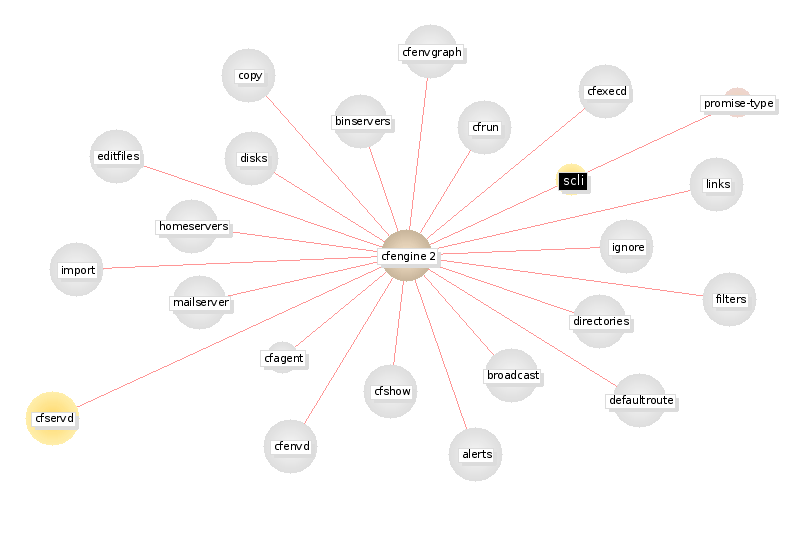 cfenvgraph
copy
cfexecd
promise-type
binservers
cfrun
editfiles
disks
scli
links
homeservers
ignore
cfengine 2
import
mailserver
filters
directories
cfagent
broadcast
cfshow
defaultroute
cfservd
cfenvd
alerts